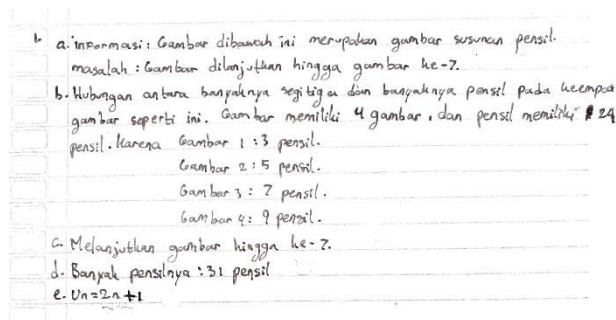 1. a. informasi : Gambar dibawah ini merupakan gambar susunan pensil.
masalah : Gambar dilanjutkan hingga gambar ke-7.
b. Hubungan antara banyaknya segitiga dan banyaknya pensil pada keempat
gambar seperti ini. Gambar memiliki 4 gambar, dan pensil memiliki 24
pensil. Karena Gambar 1 : 3 pensil.
Gambar 2 : 5 pensil.
Gambar 3 : 7 pensil.
Gambar 4 : 9 pensil.
c. Melanjutkan gambar hingga ke-7.
d. Banyak pensilnya : 31 pensil
e. Un = 2n + 1